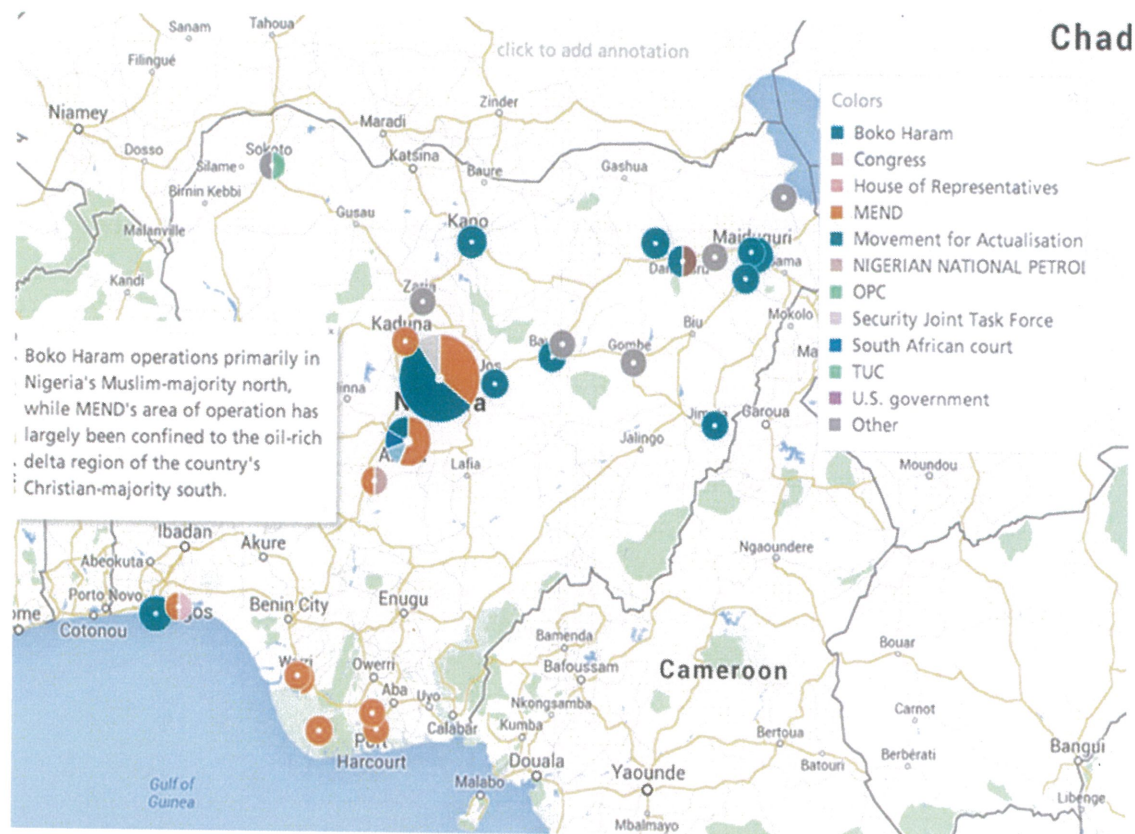 Chad
Sanam
Tahoua
click to add annotation
Filingué
Niamey
Zinder
Maradi
Dosso
Silame
Sokoto
Katsina
Baure
Gashua
Birnin Kebbi
Gusau
Malanville
Kano
Maiduguri
Kandi
Zaria
Kaduna
Biu
Mokolo
Gombe
Jos
Garoua
Jalingo
Lafia
Moundou
Colors
Boko Haram
Congress
House of Representatives
MEND
Movement for Actualisation
NIGERIAN NATIONAL PETROL
OPC
Security Joint Task Force
South African court
TUC
U.S. government
Other
x
Boko Haram operations primarily in
Nigeria's Muslim-majority north,
while MEND's area of operation has
largely been confined to the oil-rich
delta region of the country's
Christian-majority south.
Ibadan
Akure
Abeokuta
Ngaoundere
Porto Novo
Cotonou
Benin City
Enugu
Bamenda
Bafoussam
Cameroon
Bouar
Warri
Owerri
Aba
Uyo
Calabar
Nkongsamba
Kumba
Carnot
Port
Harcourt
Bertoua
Batouri
Berbérati
Bangui
Douala
Yaounde
Malabo
Gulf of
Guinea
Libenge
Mbalmayo